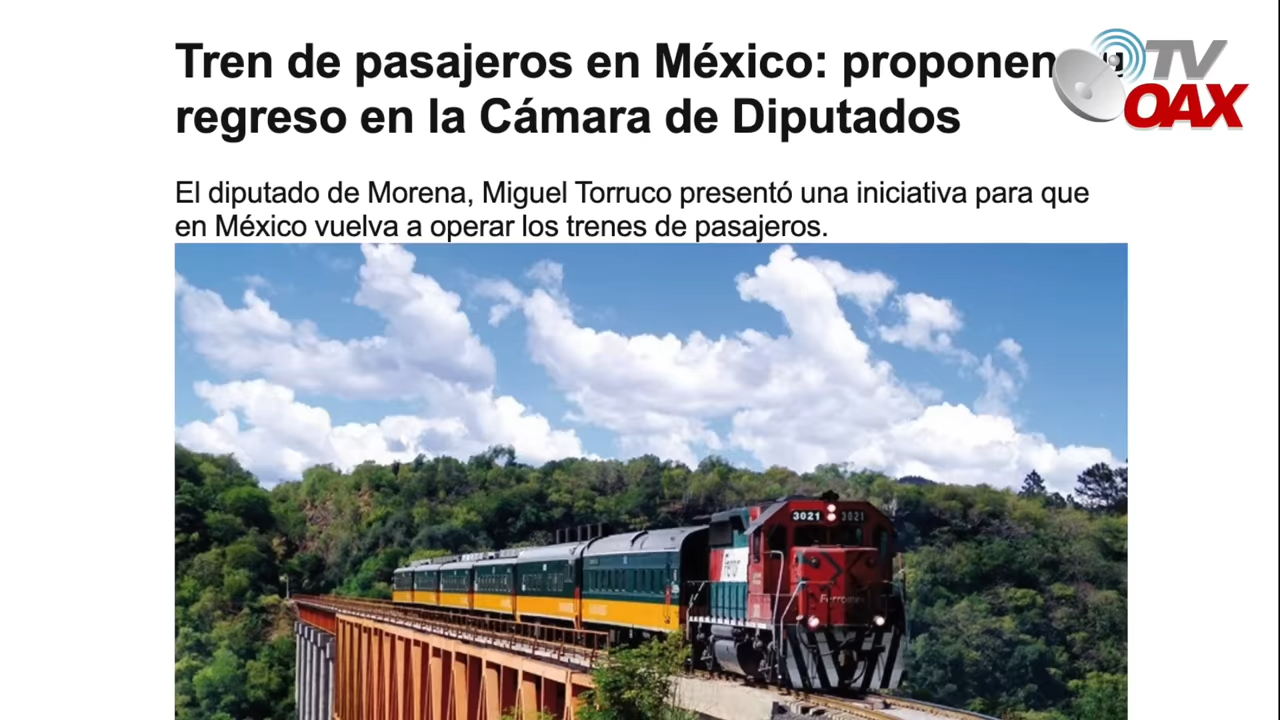 Tren de pasajeros en México: proponen
TV
regreso en la Cámara de Diputados
OAX
El diputado de Morena, Miguel Torruco presentó una iniciativa para que
en México vuelva a operar los trenes de pasajeros.
3021
3021